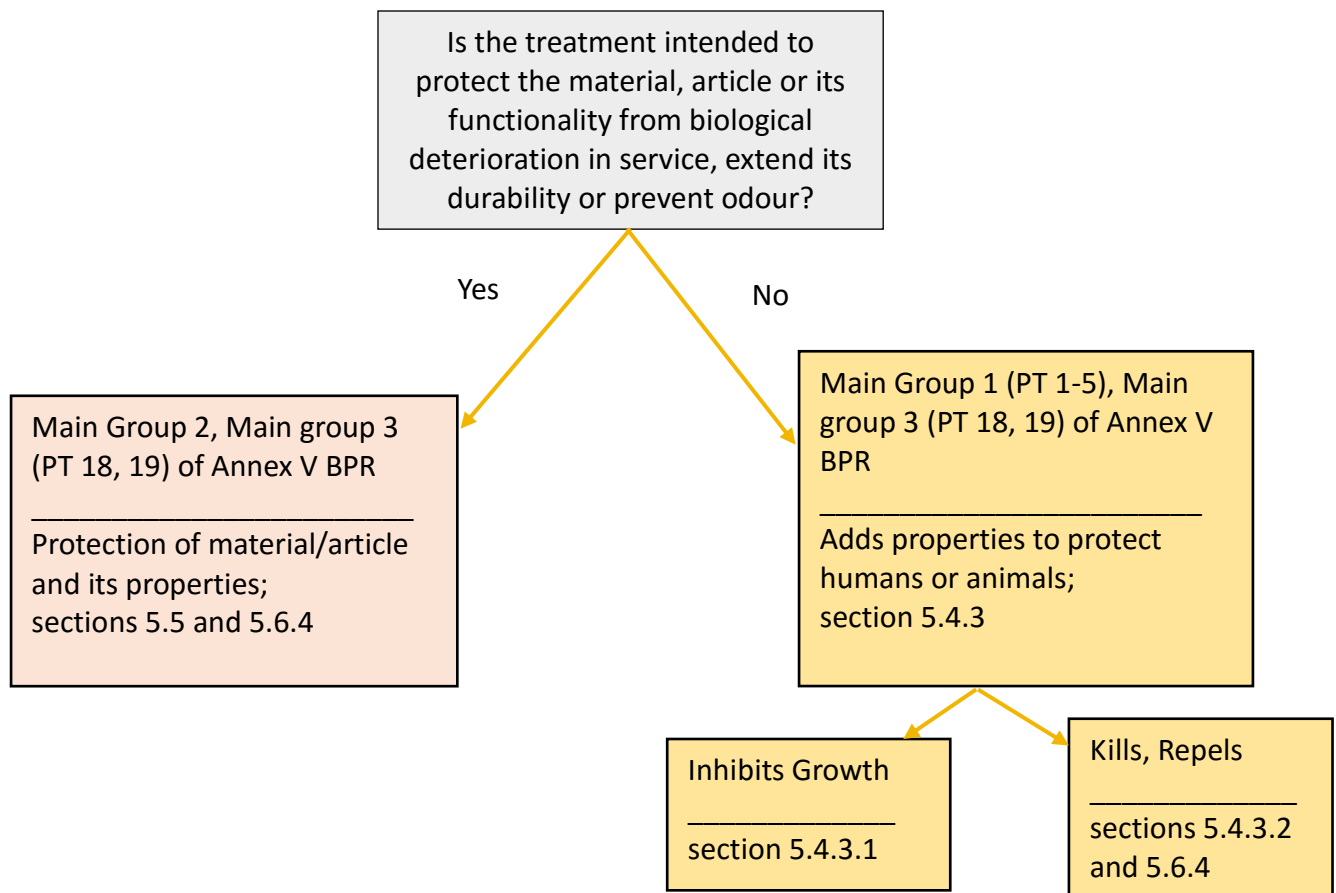 Is the treatment intended to
protect the material, article or its
functionality from biological
deterioration in service, extend its
durability or prevent odour?
Yes
No
Main Group 2, Main group 3
(PT 18, 19) of Annex V BPR
Protection of material/article
and its properties;
sections 5.5 and 5.6.4
Main Group 1 (PT 1-5), Main
group 3 (PT 18, 19) of Annex V
BPR
Adds properties to protect
humans or animals;
section 5.4.3
Inhibits Growth
section 5.4.3.1
Kills, Repels
sections 5.4.3.2
and 5.6.4